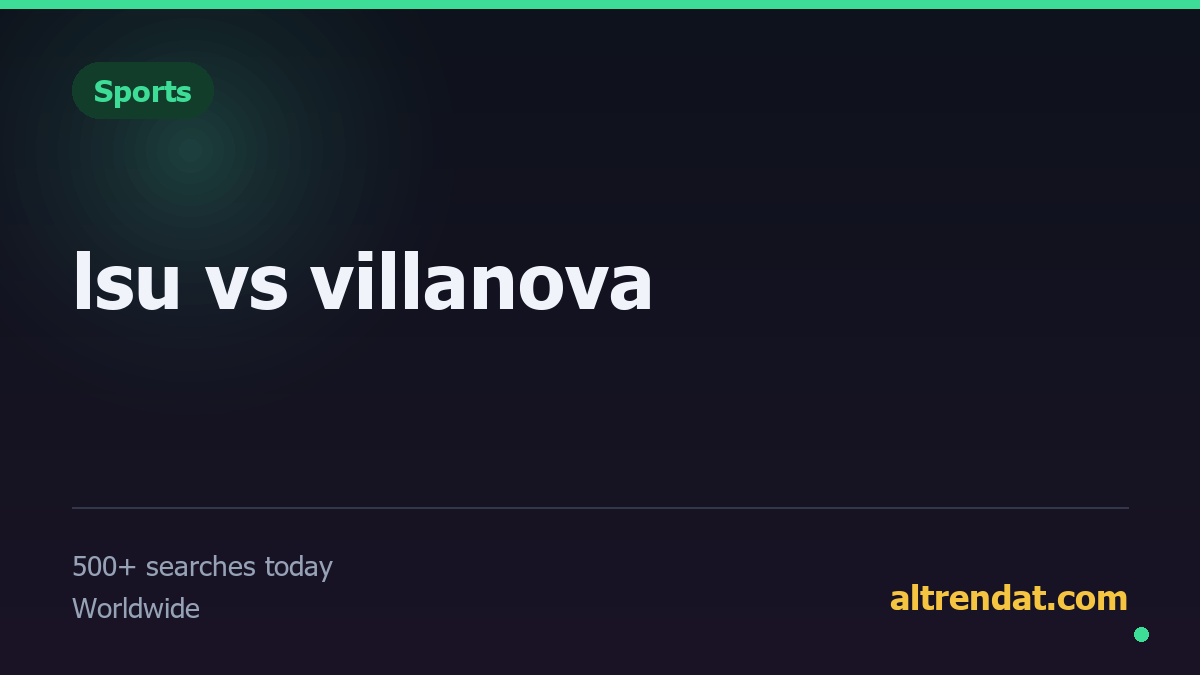 Sports
lsu vs villanova
500+ searches today
Worldwide
altrendat.com